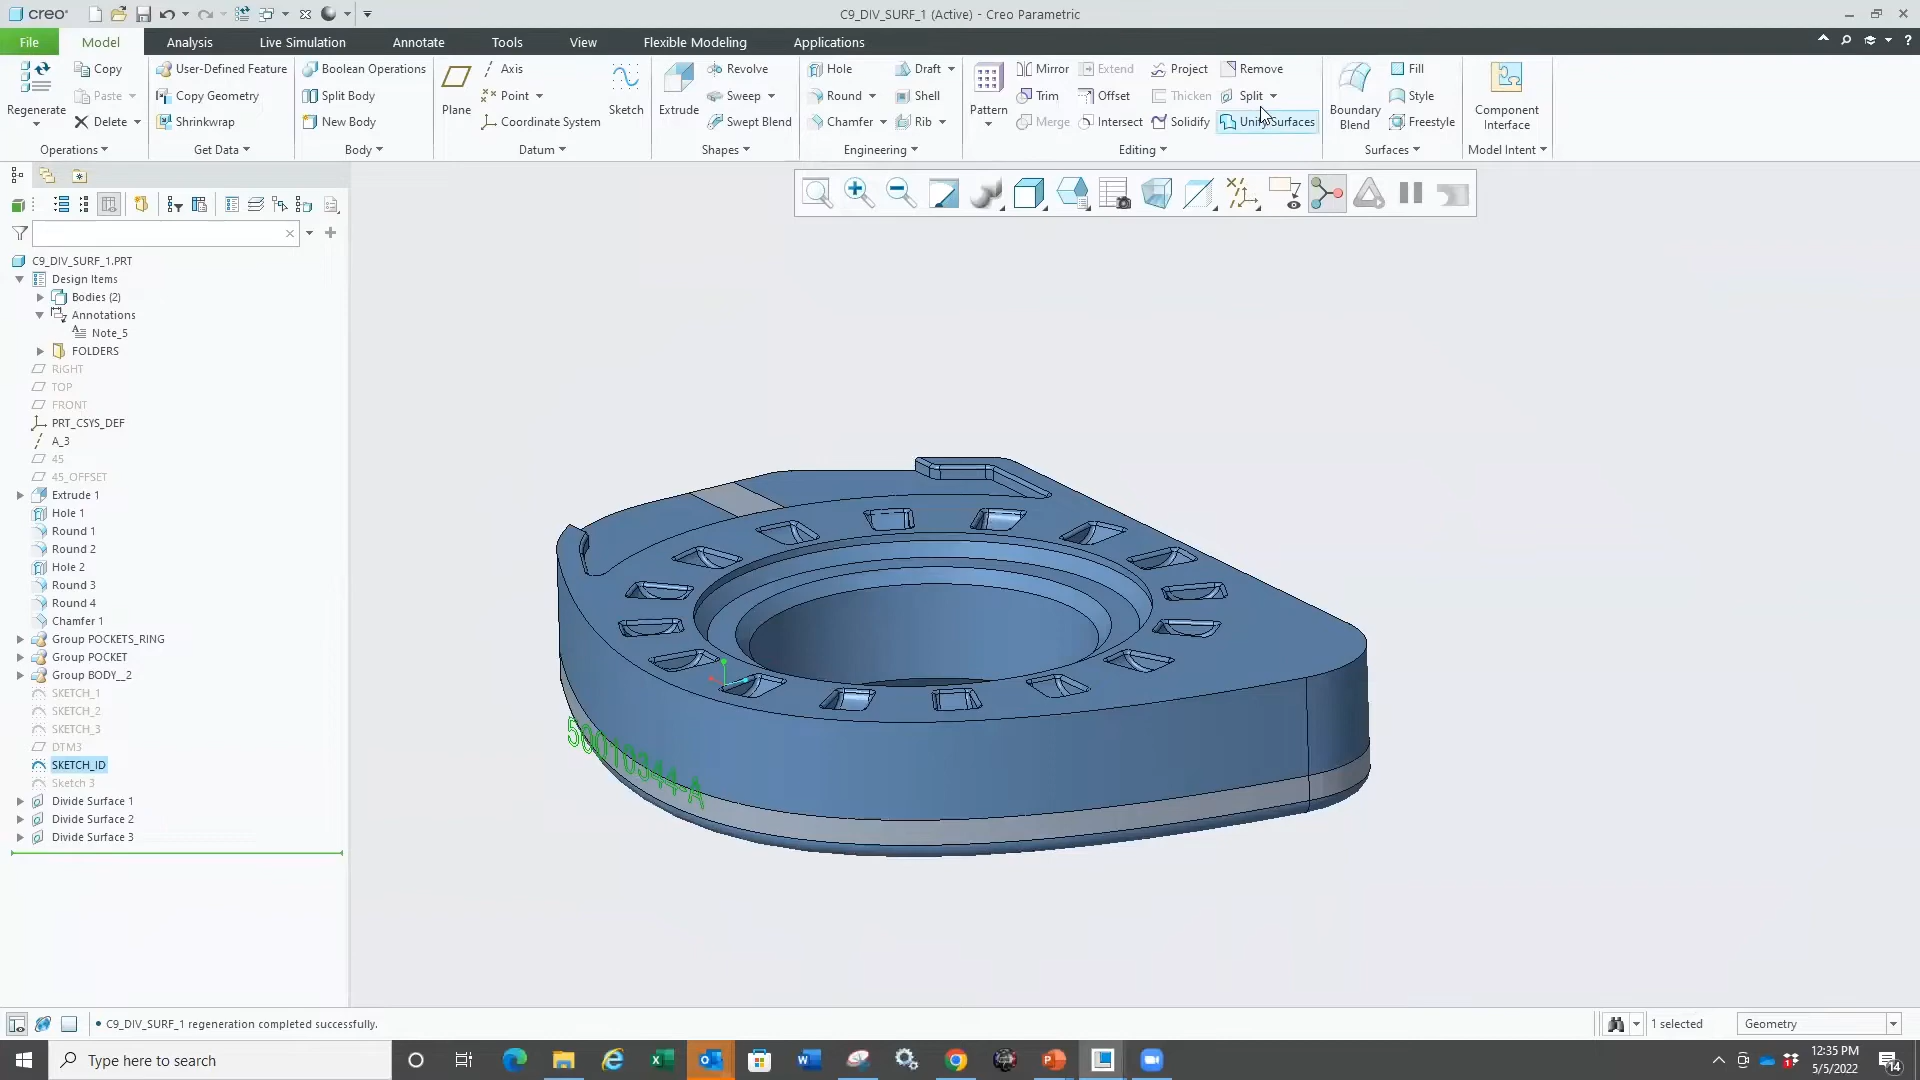 creo
C9_DIV_SURF_1 (Active) - Creo Parametric
File Model Analysis Live Simulation Annotate Tools View Flexible Modeling Applications
Regenerate
Copy
Paste
Delete
Operations
User-Defined Feature
Copy Geometry
Shrinkwrap
Get Data
Boolean Operations
Split Body
New Body
Body
Plane
Axis
Point
Coordinate System
Sketch
Datum
Extrude
Revolve
Sweep
Swept Blend
Shapes
Hole
Round
Chamfer
Draft
Shell
Rib
Engineering
Pattern
Mirror
Trim
Merge
Extend
Offset
Intersect
Project
Thicken
Solidify
Remove
Split
Unify Surfaces
Editing
Boundary
Blend
Fill
Style
Freestyle
Surfaces
Component
Interface
Model Intent
C9_DIV_SURF_1.PRT
Design Items
Bodies (2)
Annotations
Note_5
FOLDERS
RIGHT
TOP
FRONT
PRT_CSYS_DEF
A_3
45
45_OFFSET
Extrude 1
Hole 1
Round 1
Round 2
Hole 2
Round 3
Round 4
Chamfer 1
Group POCKETS_RING
Group POCKET
Group BODY__2
SKETCH_1
SKETCH_2
SKETCH_3
DTM3
SKETCH_ID
Sketch 3
Divide Surface 1
Divide Surface 2
Divide Surface 3
50010344-A
• C9_DIV_SURF_1 regeneration completed successfully.
1 selected
Geometry
Type here to search
12:35 PM
5/5/2022
14